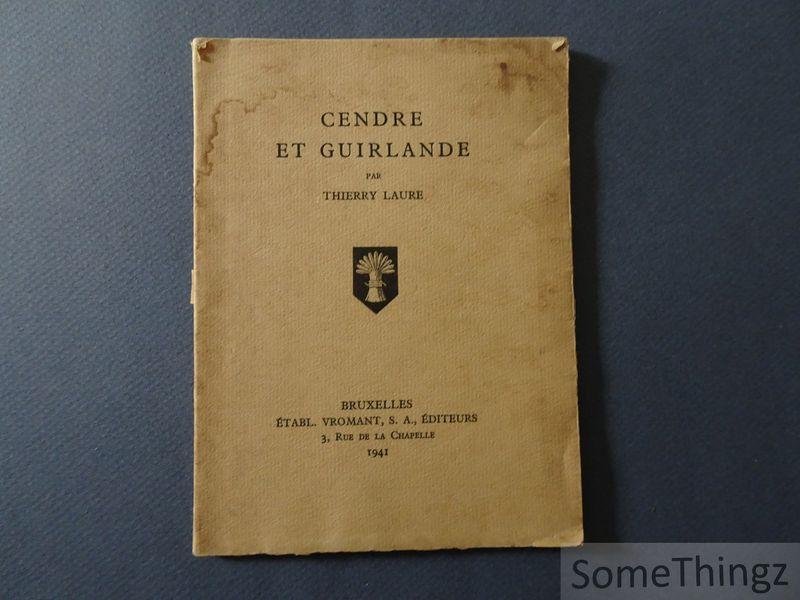 CENDRE
ET GUIRLANDE
PAR
THIERRY LAURE
BRUXELLES
ÉTABL. VROMANT, S. A., ÉDITEURS
3, RUE DE LA CHAPELLE
1941
SomeThingz